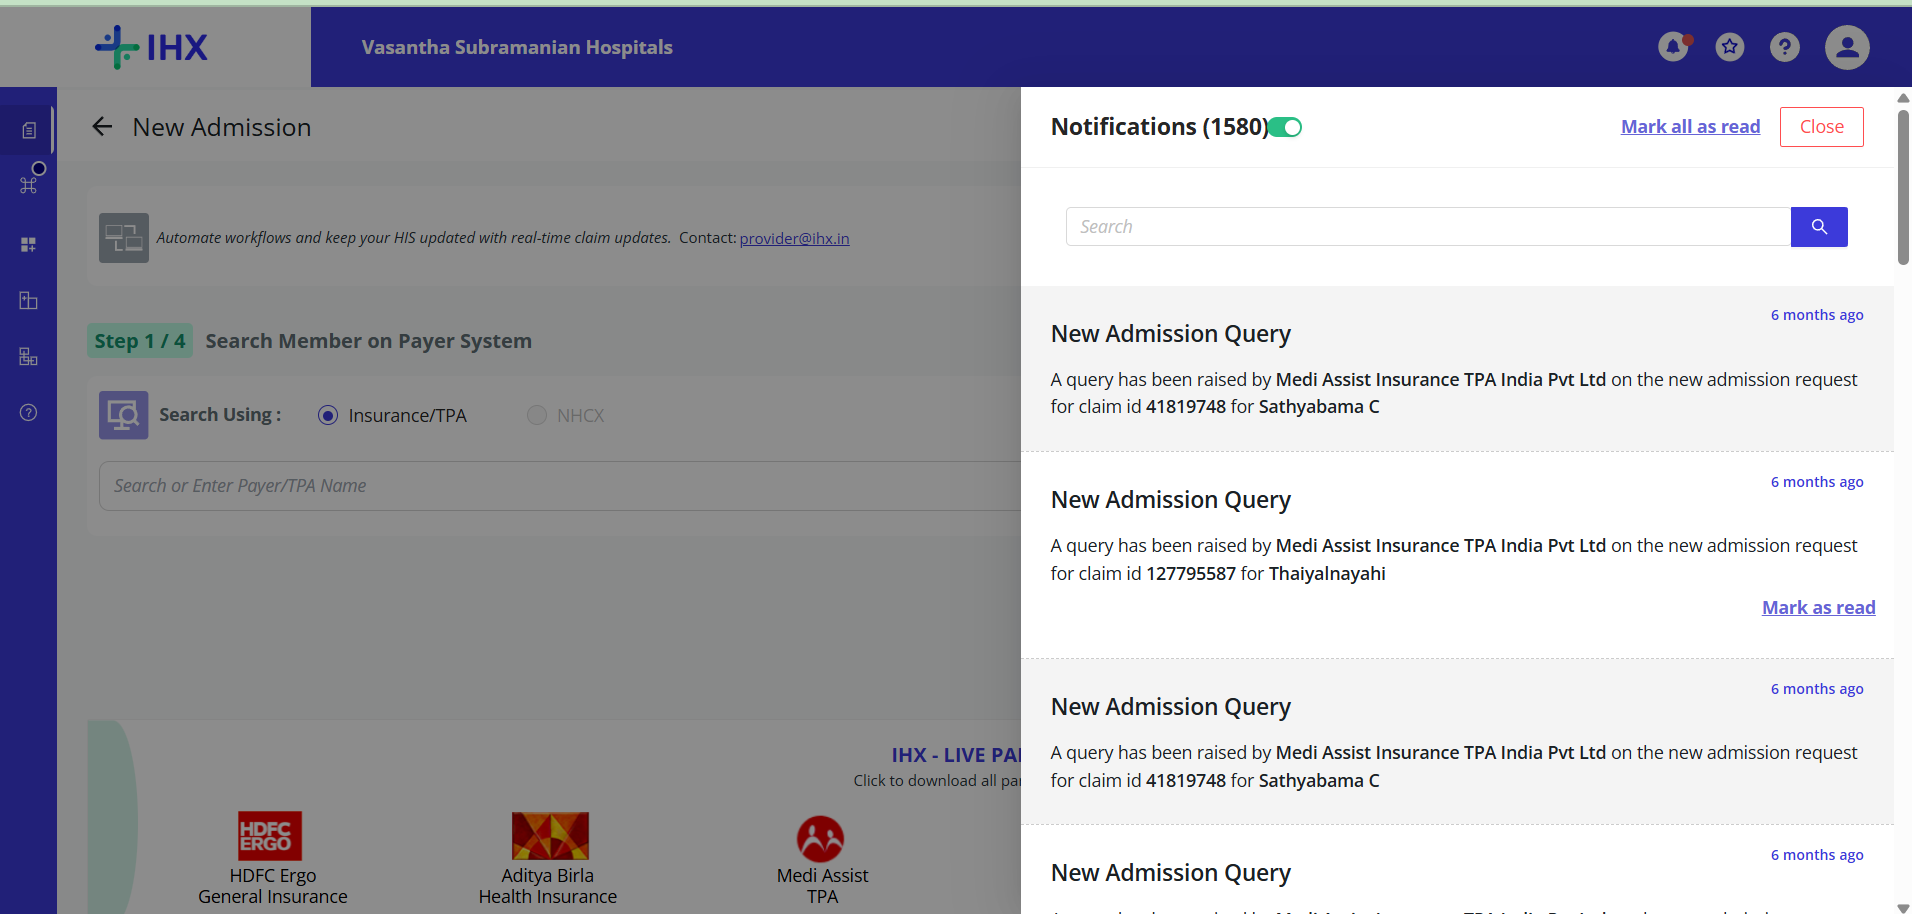 IHX
Vasantha Subramanian Hospitals
New Admission
Automate workflows and keep your HIS updated with real-time claim updates. Contact: provider@ihx.in
Step 1 / 4 Search Member on Payer System
Search Using : Insurance/TPA NHCX
Search or Enter Payer/TPA Name
IHX - LIVE PA
Click to download all pa
HDFC
ERGO
HDFC Ergo
General Insurance
Aditya Birla
Health Insurance
Medi Assist
TPA
Notifications (1580)
Mark all as read
Close
Search
6 months ago
New Admission Query
A query has been raised by Medi Assist Insurance TPA India Pvt Ltd on the new admission request
for claim id 41819748 for Sathyabama C
6 months ago
New Admission Query
A query has been raised by Medi Assist Insurance TPA India Pvt Ltd on the new admission request
for claim id 127795587 for Thaiyalnayahi
Mark as read
6 months ago
New Admission Query
A query has been raised by Medi Assist Insurance TPA India Pvt Ltd on the new admission request
for claim id 41819748 for Sathyabama C
6 months ago
New Admission Query